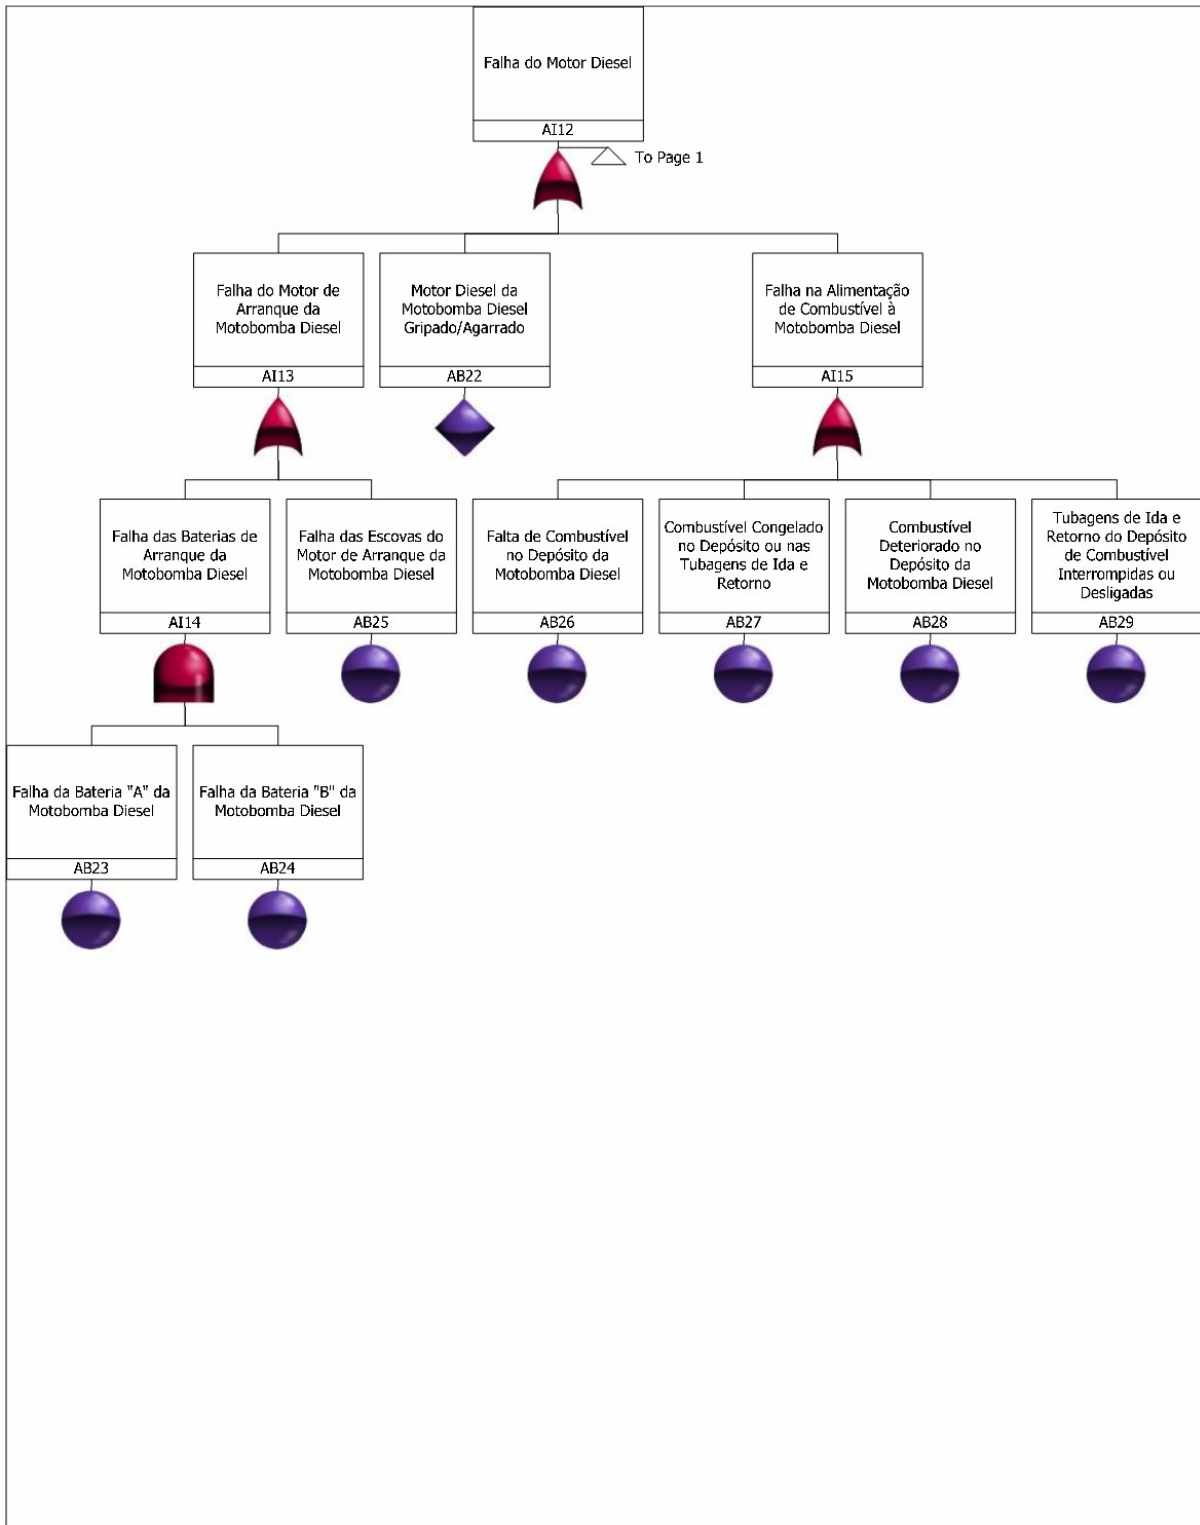 Falha do Motor Diesel
AI12
To Page 1
Falha do Motor de
Arranque da
Motobomba Diesel
AI13
Motor Diesel da
Motobomba Diesel
Gripado/Agarrado
AB22
Falha na Alimentação
de Combustível à
Motobomba Diesel
AI15
Falha das Baterias de
Arranque da
Motobomba Diesel
AI14
Falha das Escovas do
Motor de Arranque da
Motobomba Diesel
AB25
Falta de Combustível
no Depósito da
Motobomba Diesel
AB26
Combustível Congelado
no Depósito ou nas
Tubagens de Ida e
Retorno
AB27
Combustível
Deteriorado no
Depósito da
Motobomba Diesel
AB28
Tubagens de Ida e
Retorno do Depósito
de Combustível
Interrompidas ou
Desligadas
AB29
Falha da Bateria "A" da
Motobomba Diesel
AB23
Falha da Bateria "B" da
Motobomba Diesel
AB24